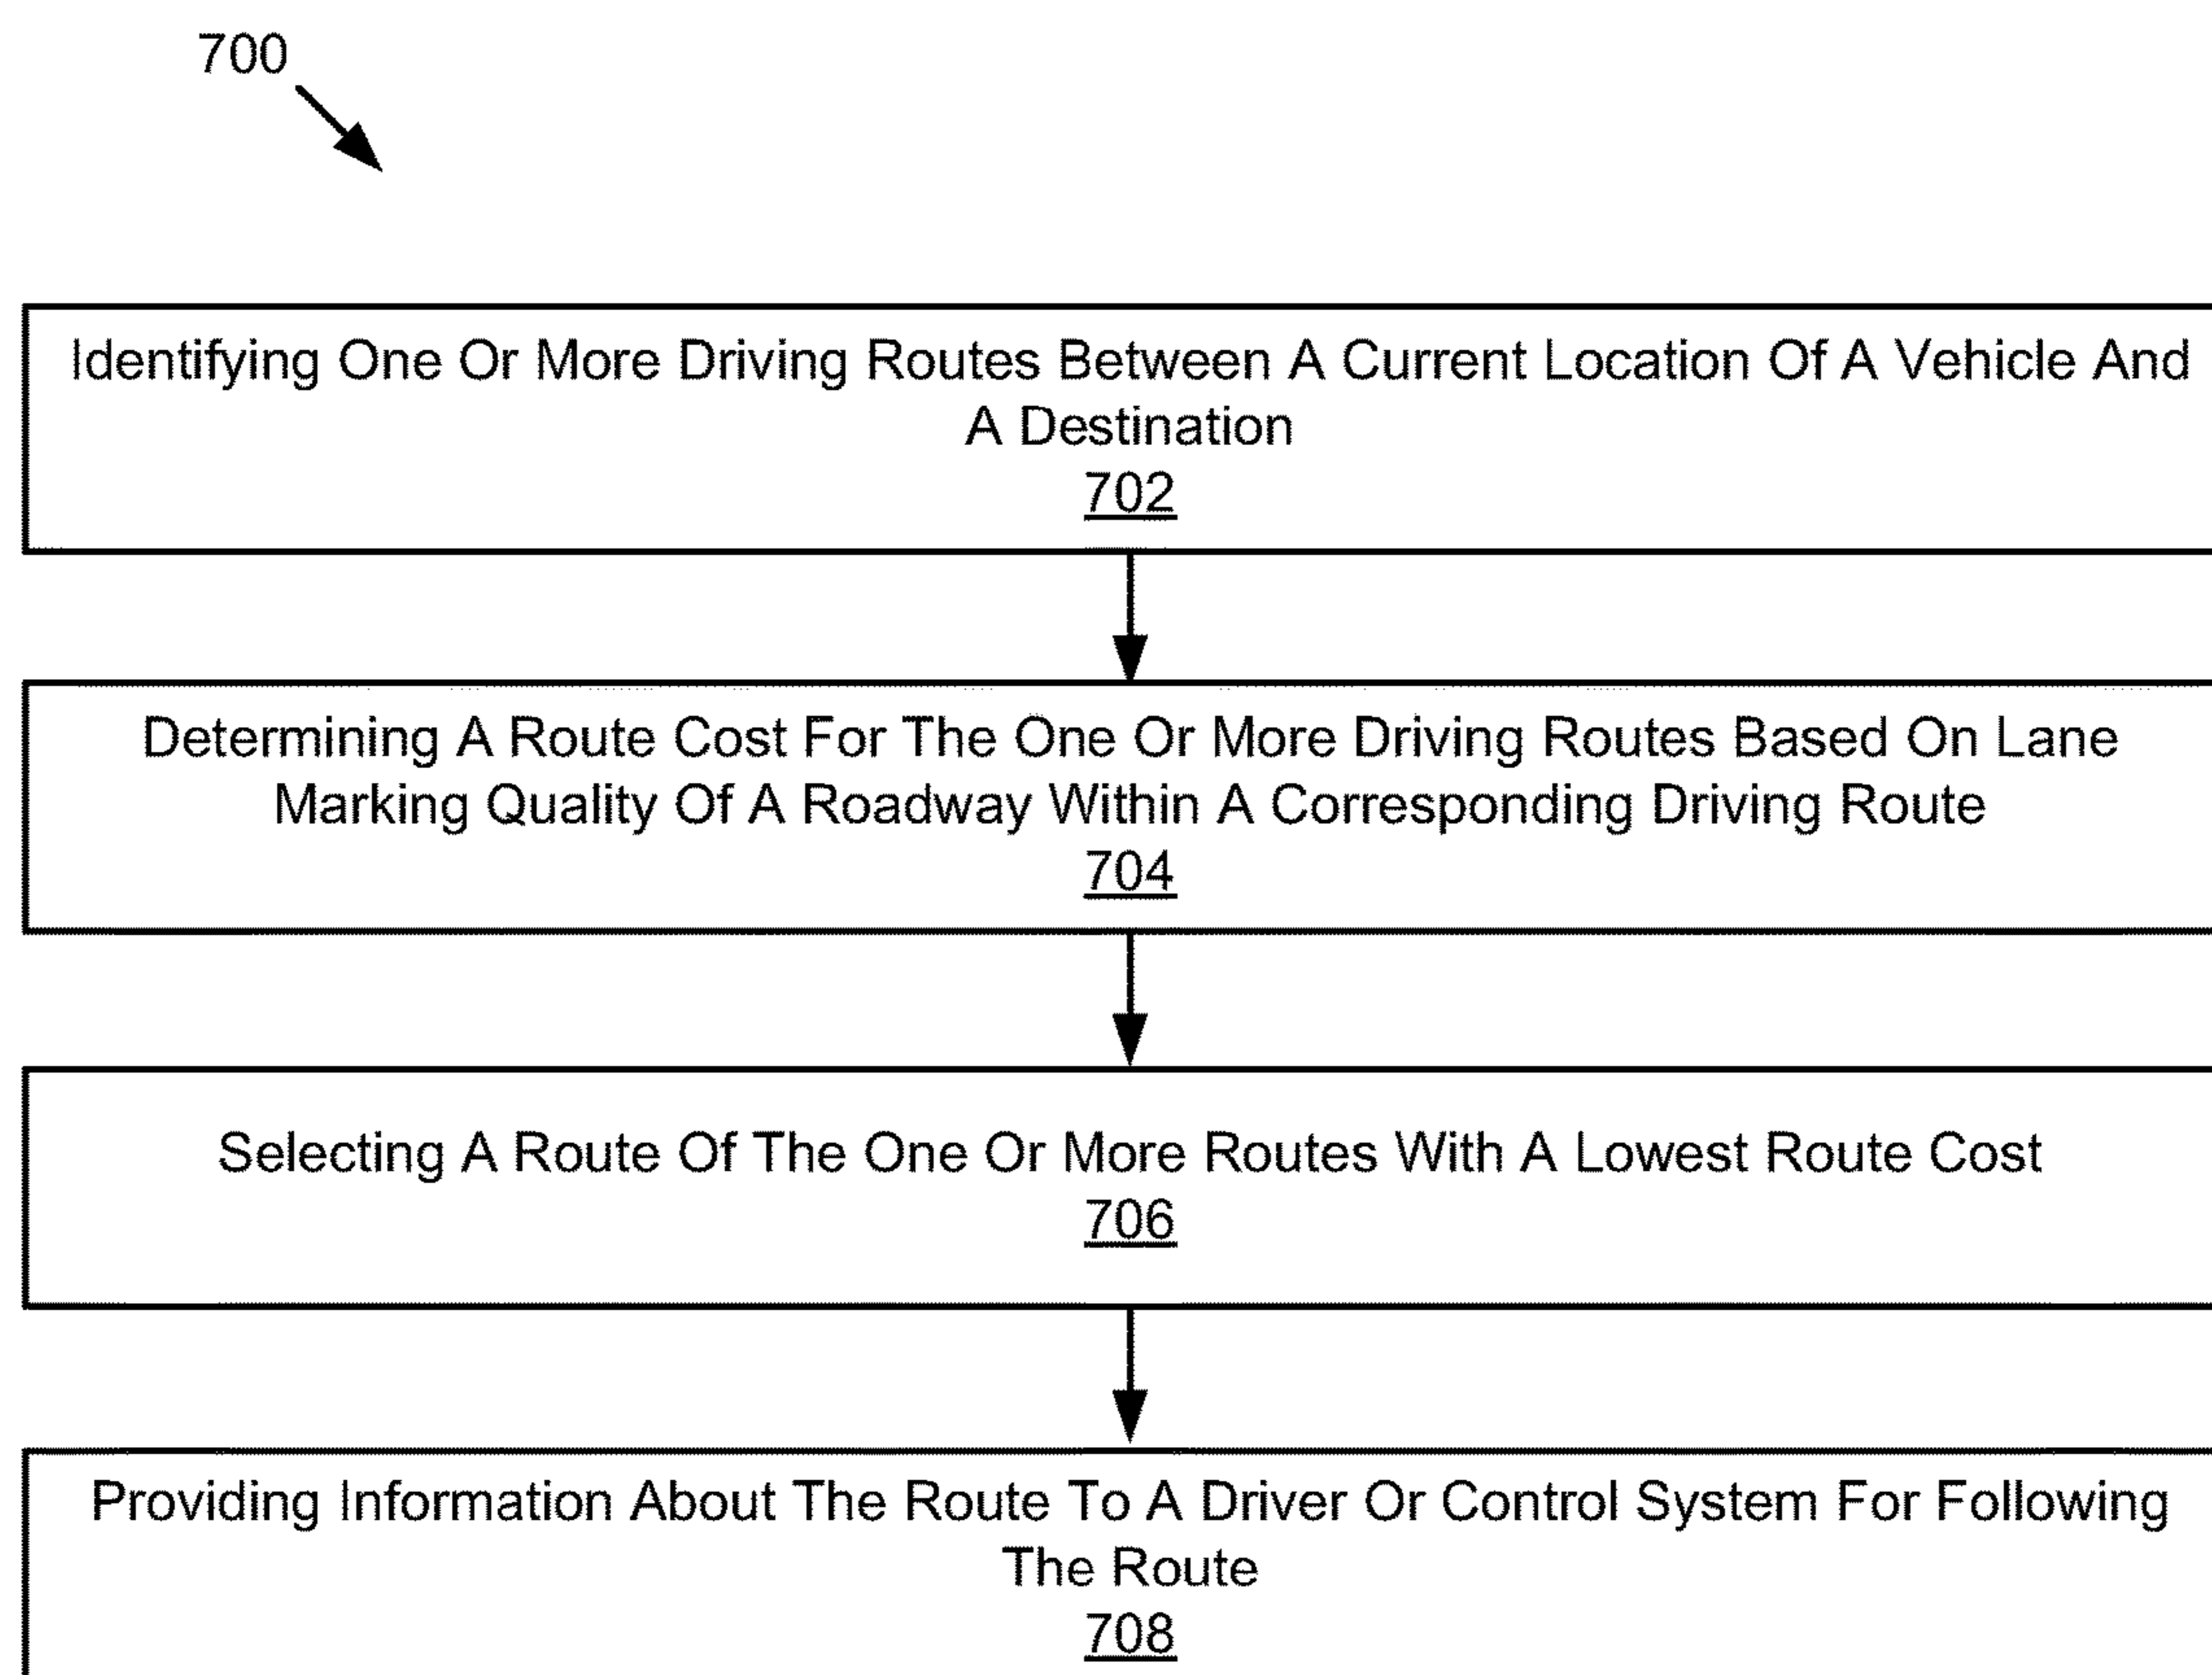 700
Identifying One Or More Driving Routes Between A Current Location Of A Vehicle And
A Destination
702
Determining A Route Cost For The One Or More Driving Routes Based On Lane
Marking Quality Of A Roadway Within A Corresponding Driving Route
704
Selecting A Route Of The One Or More Routes With A Lowest Route Cost
706
Providing Information About The Route To A Driver Or Control System For Following
The Route
708